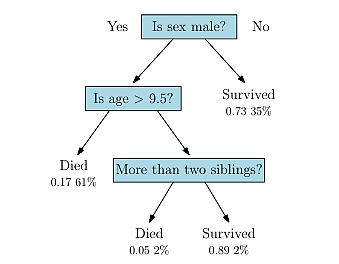 Yes
Is sex male?
No
Is age > 9.5?
Survived
0.73 35%
Died
0.17 61%
More than two siblings?
Died
0.05 2%
Survived
0.89 2%